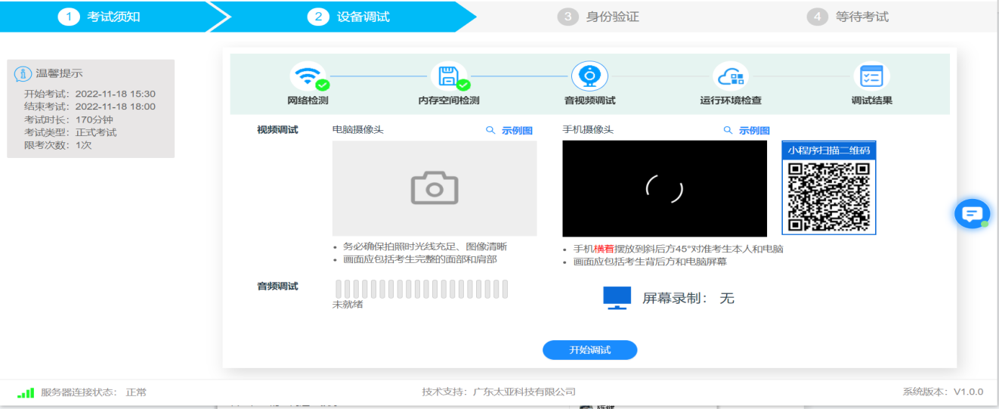 1 考试须知
2 设备调试
3 身份验证
4 等待考试
温馨提示
开始考试：2022-11-18 15:30
结束考试：2022-11-18 18:00
考试时长：170分钟
考试类型：正式考试
限考次数：1次
网络检测
内存空间检测
音视频调试
运行环境检查
调试结果
视频调试
电脑摄像头
示例图
手机摄像头
示例图
小程序扫描二维码
• 务必确保拍照时光线充足、图像清晰
• 画面应包括考生完整的面部和肩部
• 手机横着摆放到斜后方45°对准考生本人和电脑
• 画面应包括考生背后方和电脑屏幕
音频调试
未就绪
屏幕录制： 无
开始调试
服务器连接状态： 正常
技术支持：广东太亚科技有限公司
系统版本：V1.0.0